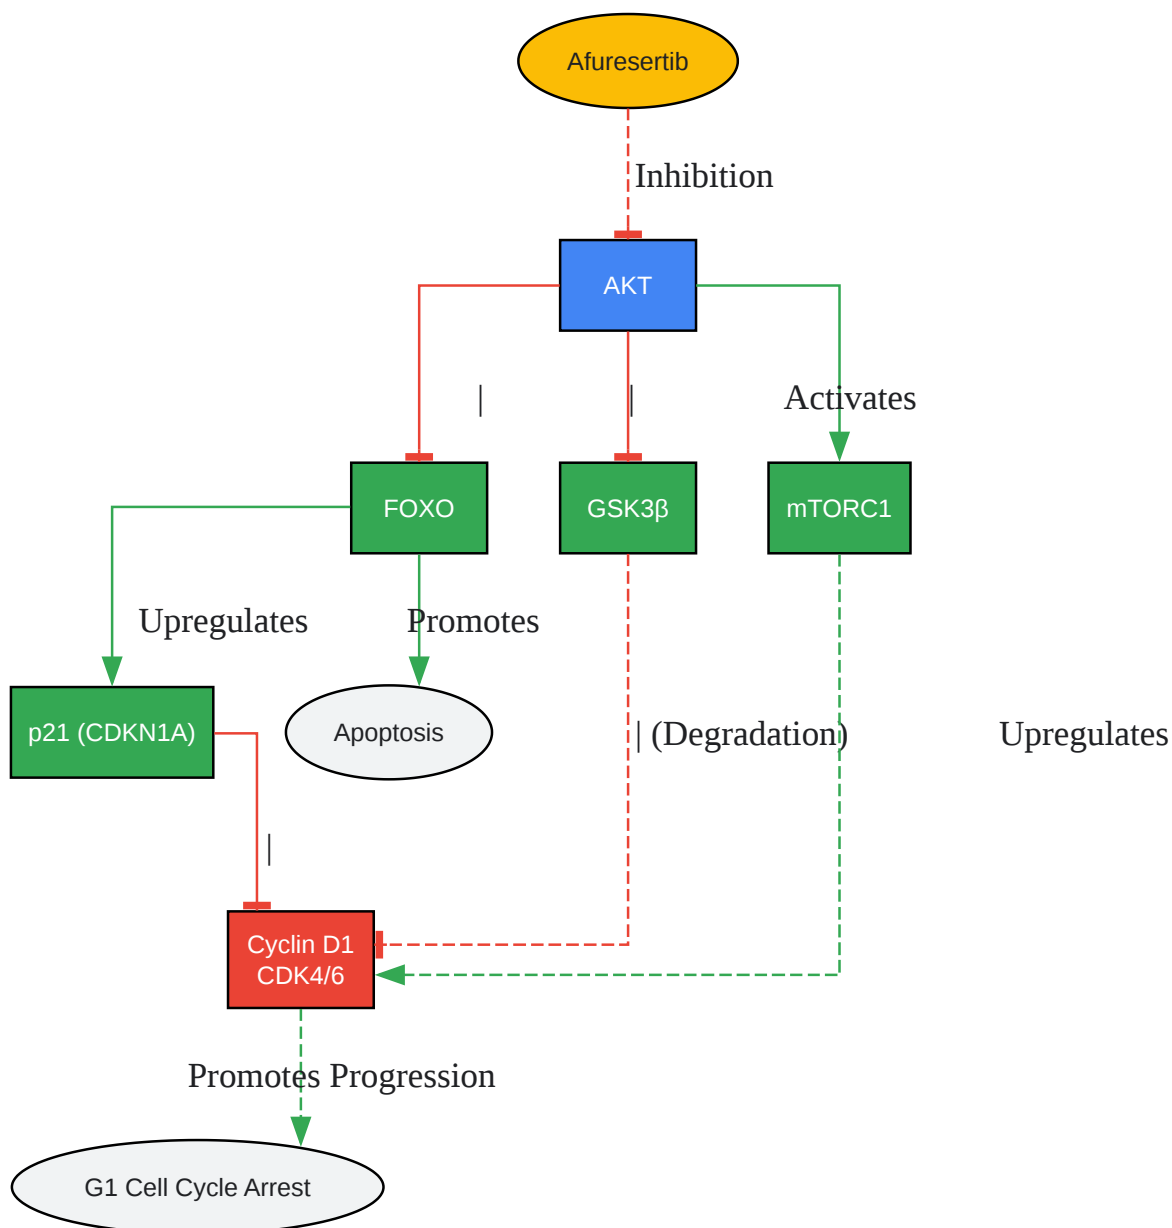 Afuresertib
Inhibition
AKT
|
|
Activates
FOXO
GSK3β
mTORC1
Upregulates
Promotes
p21 (CDKN1A)
Apoptosis
| (Degradation)
Upregulates
|
Cyclin D1
CDK4/6
Promotes Progression
G1 Cell Cycle Arrest